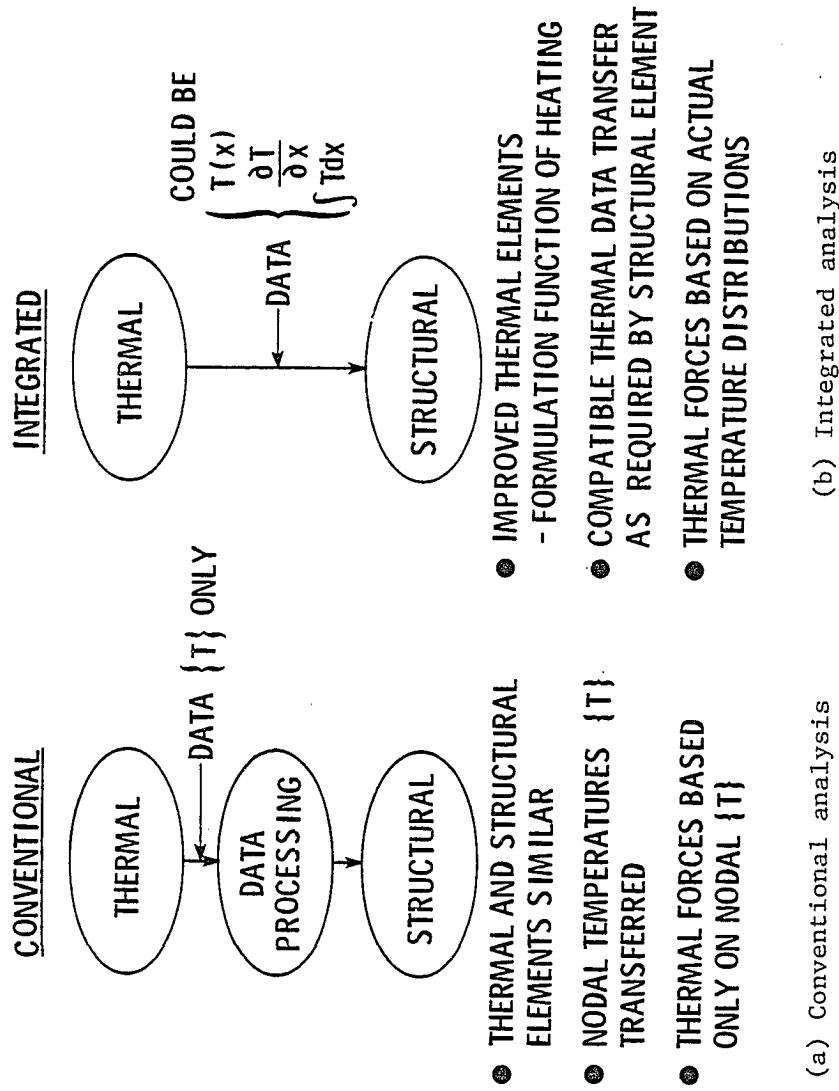 CONVENTIONAL
THERMAL
DATA {T} ONLY
DATA
PROCESSING
STRUCTURAL
● THERMAL AND STRUCTURAL
ELEMENTS SIMILAR
● NODAL TEMPERATURES {T}
TRANSFERRED
● THERMAL FORCES BASED
ONLY ON NODAL {T}
(a) Conventional analysis
INTEGRATED
THERMAL
COULD BE
DATA
T(x)
∂T
∂x
∫Tdx
STRUCTURAL
● IMPROVED THERMAL ELEMENTS
- FORMULATION FUNCTION OF HEATING
● COMPATIBLE THERMAL DATA TRANSFER
AS REQUIRED BY STRUCTURAL ELEMENT
● THERMAL FORCES BASED ON ACTUAL
TEMPERATURE DISTRIBUTIONS
(b) Integrated analysis